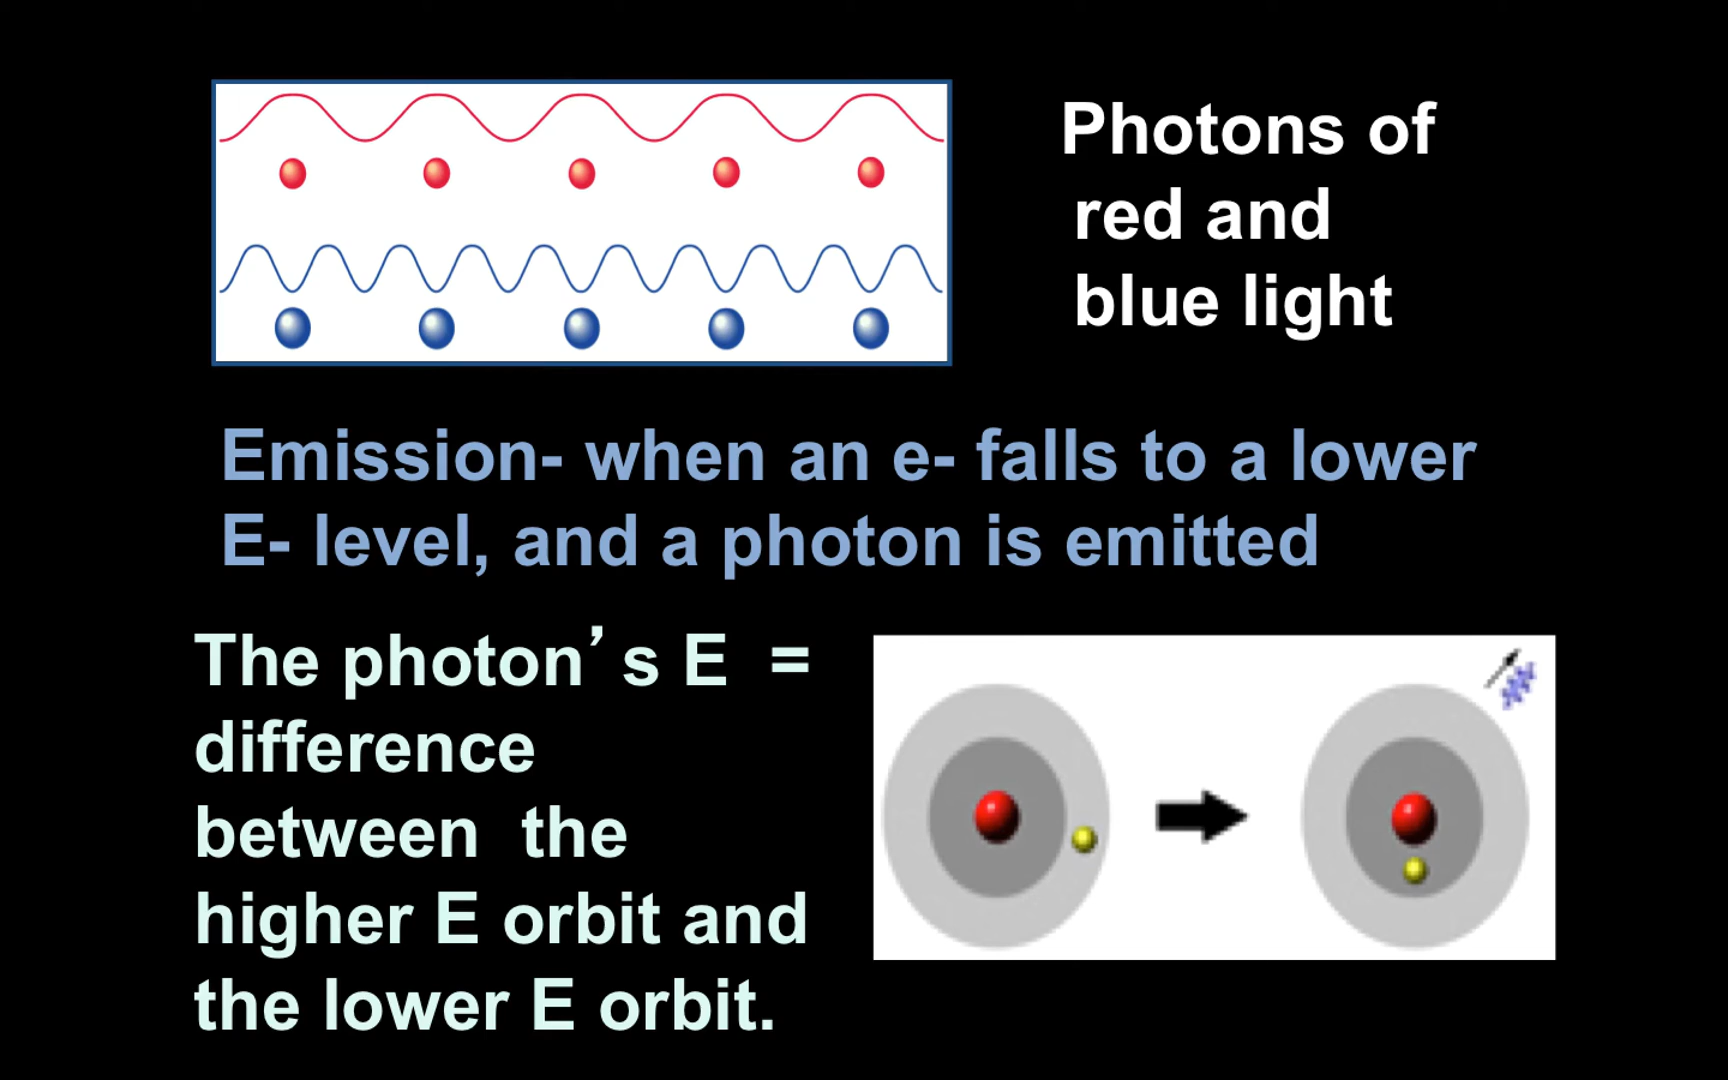 Photons of
red and
blue light
Emission- when an e- falls to a lower
E- level, and a photon is emitted
The photon’s E =
difference
between the
higher E orbit and
the lower E orbit.